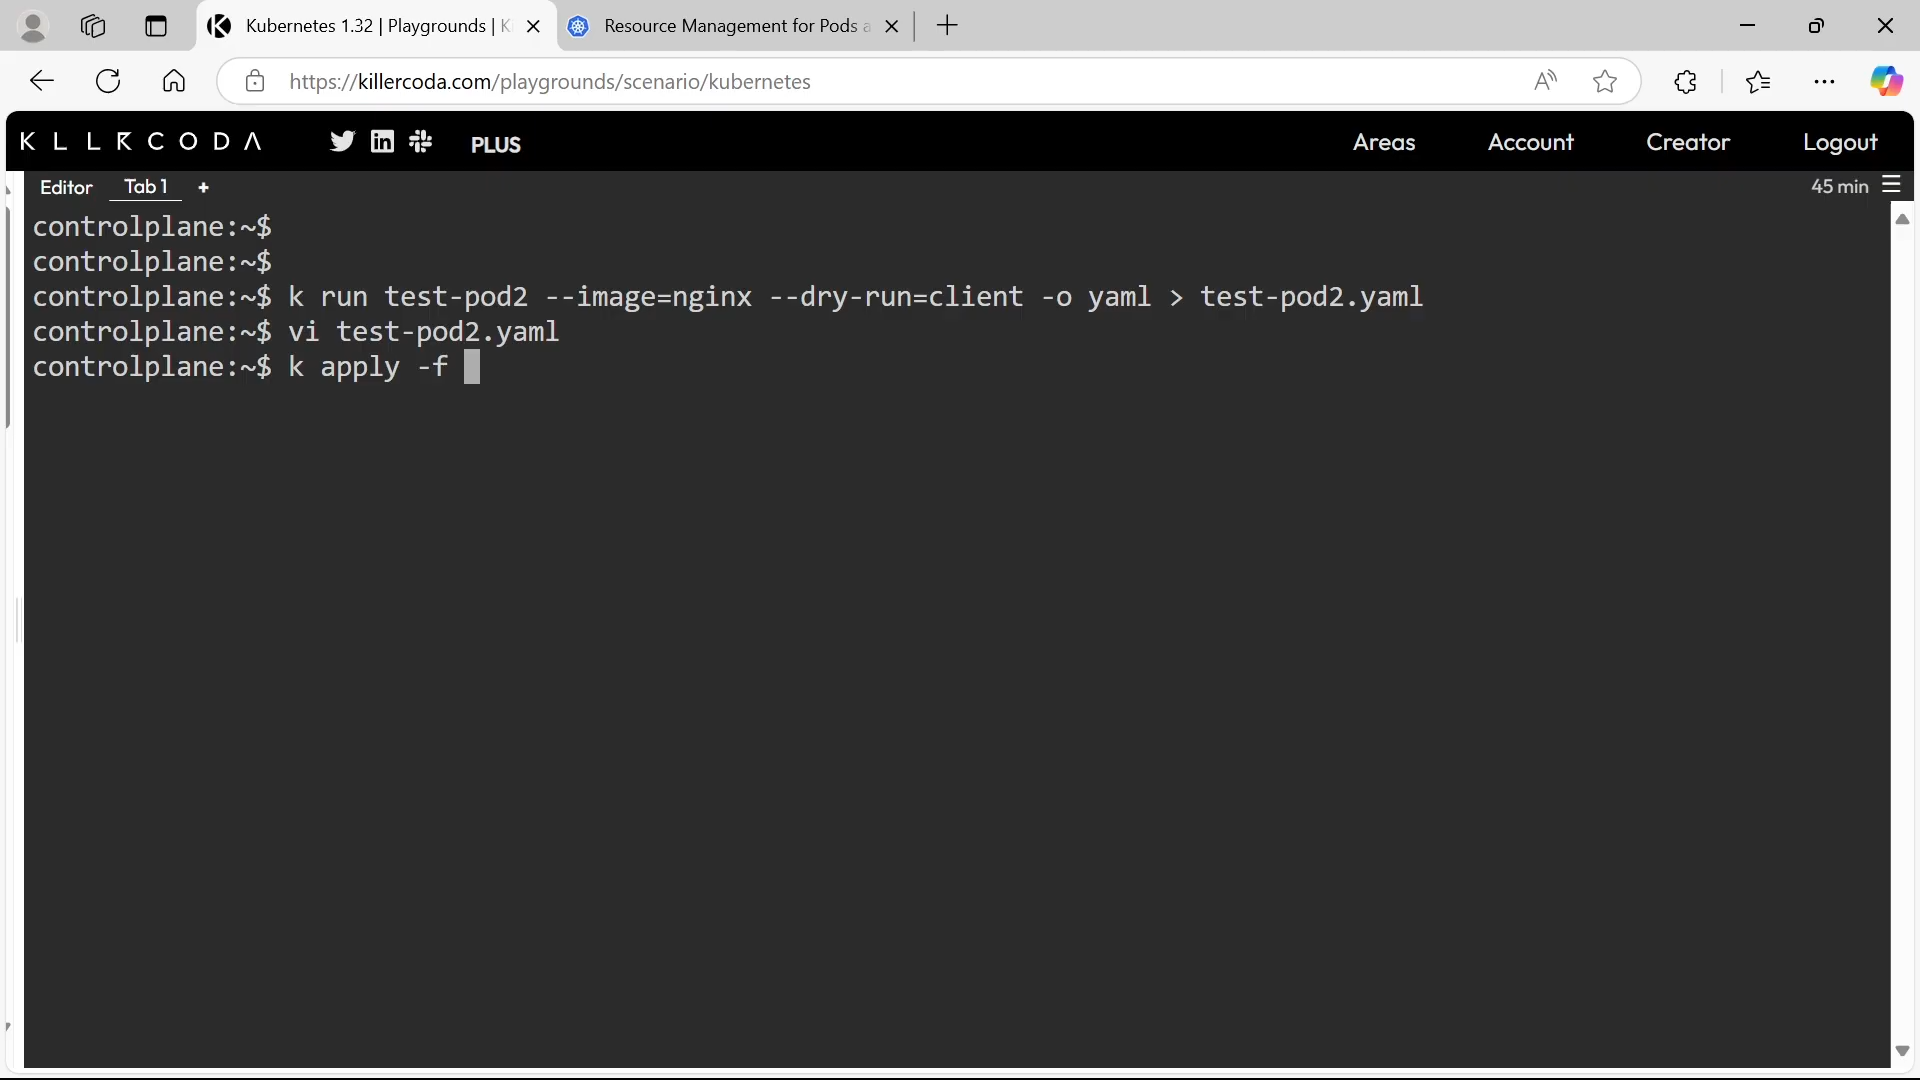 Kubernetes 1.32 | Playgrounds | K
Resource Management for Pods a
https://killercoda.com/playgrounds/scenario/kubernetes
KLLRCODA
PLUS
Areas
Account
Creator
Logout
Editor
Tab 1
+
45 min
controlplane:~$
controlplane:~$
controlplane:~$ k run test-pod2 --image=nginx --dry-run=client -o yaml > test-pod2.yaml
controlplane:~$ vi test-pod2.yaml
controlplane:~$ k apply -f